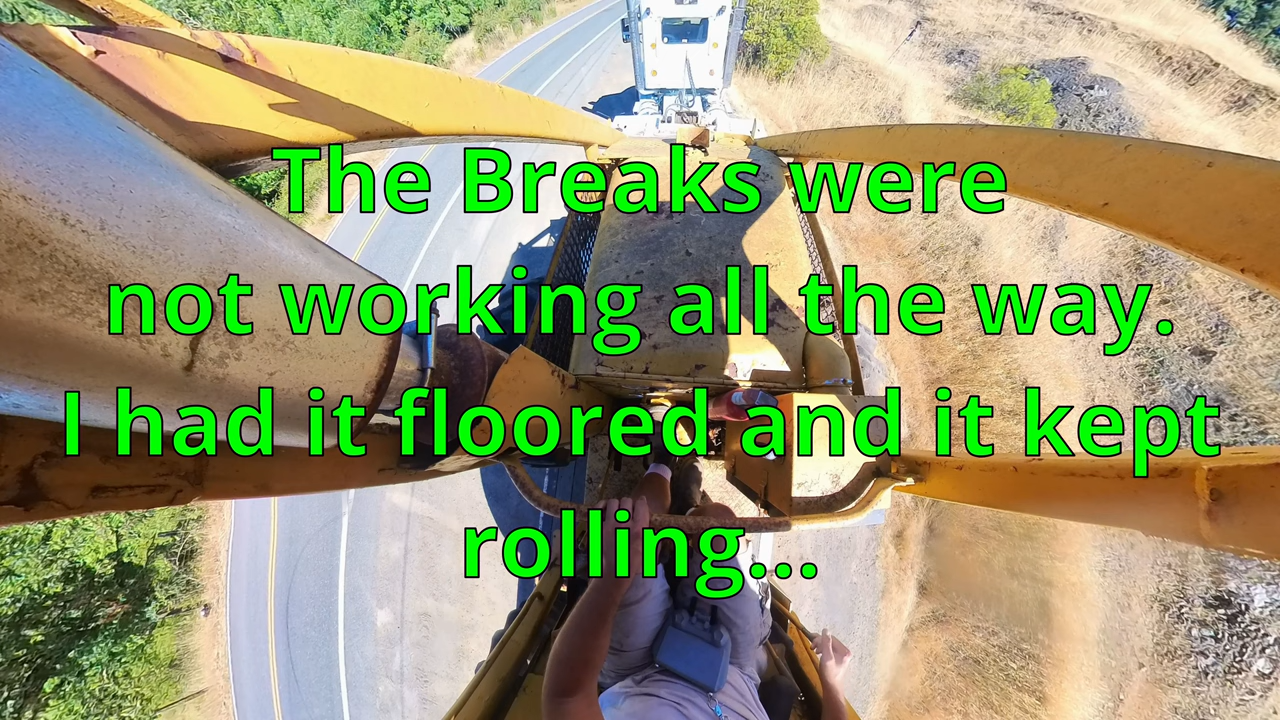 The Breaks were
not working all the way.
I had it floored and it kept
rolling...